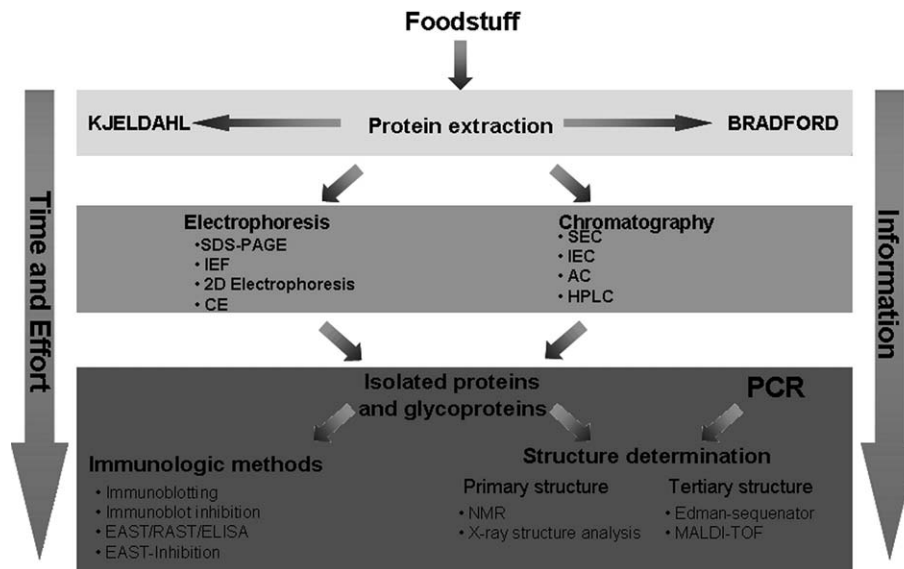 Foodstuff
KJELDAHL
Protein extraction
BRADFORD
Time and Effort
Information
Electrophoresis
•SDS-PAGE
• IEF
• 2D Electrophoresis
• CE
Chromatography
• SEC
• IEC
• AC
• HPLC
Isolated proteins
and glycoproteins
PCR
Immunologic methods
• Immunoblotting
• Immunoblot inhibition
• EAST/RAST/ELISA
• EAST-Inhibition
Structure determination
Primary structure
• NMR
• X-ray structure analysis
Tertiary structure
• Edman-sequenator
• MALDI-TOF